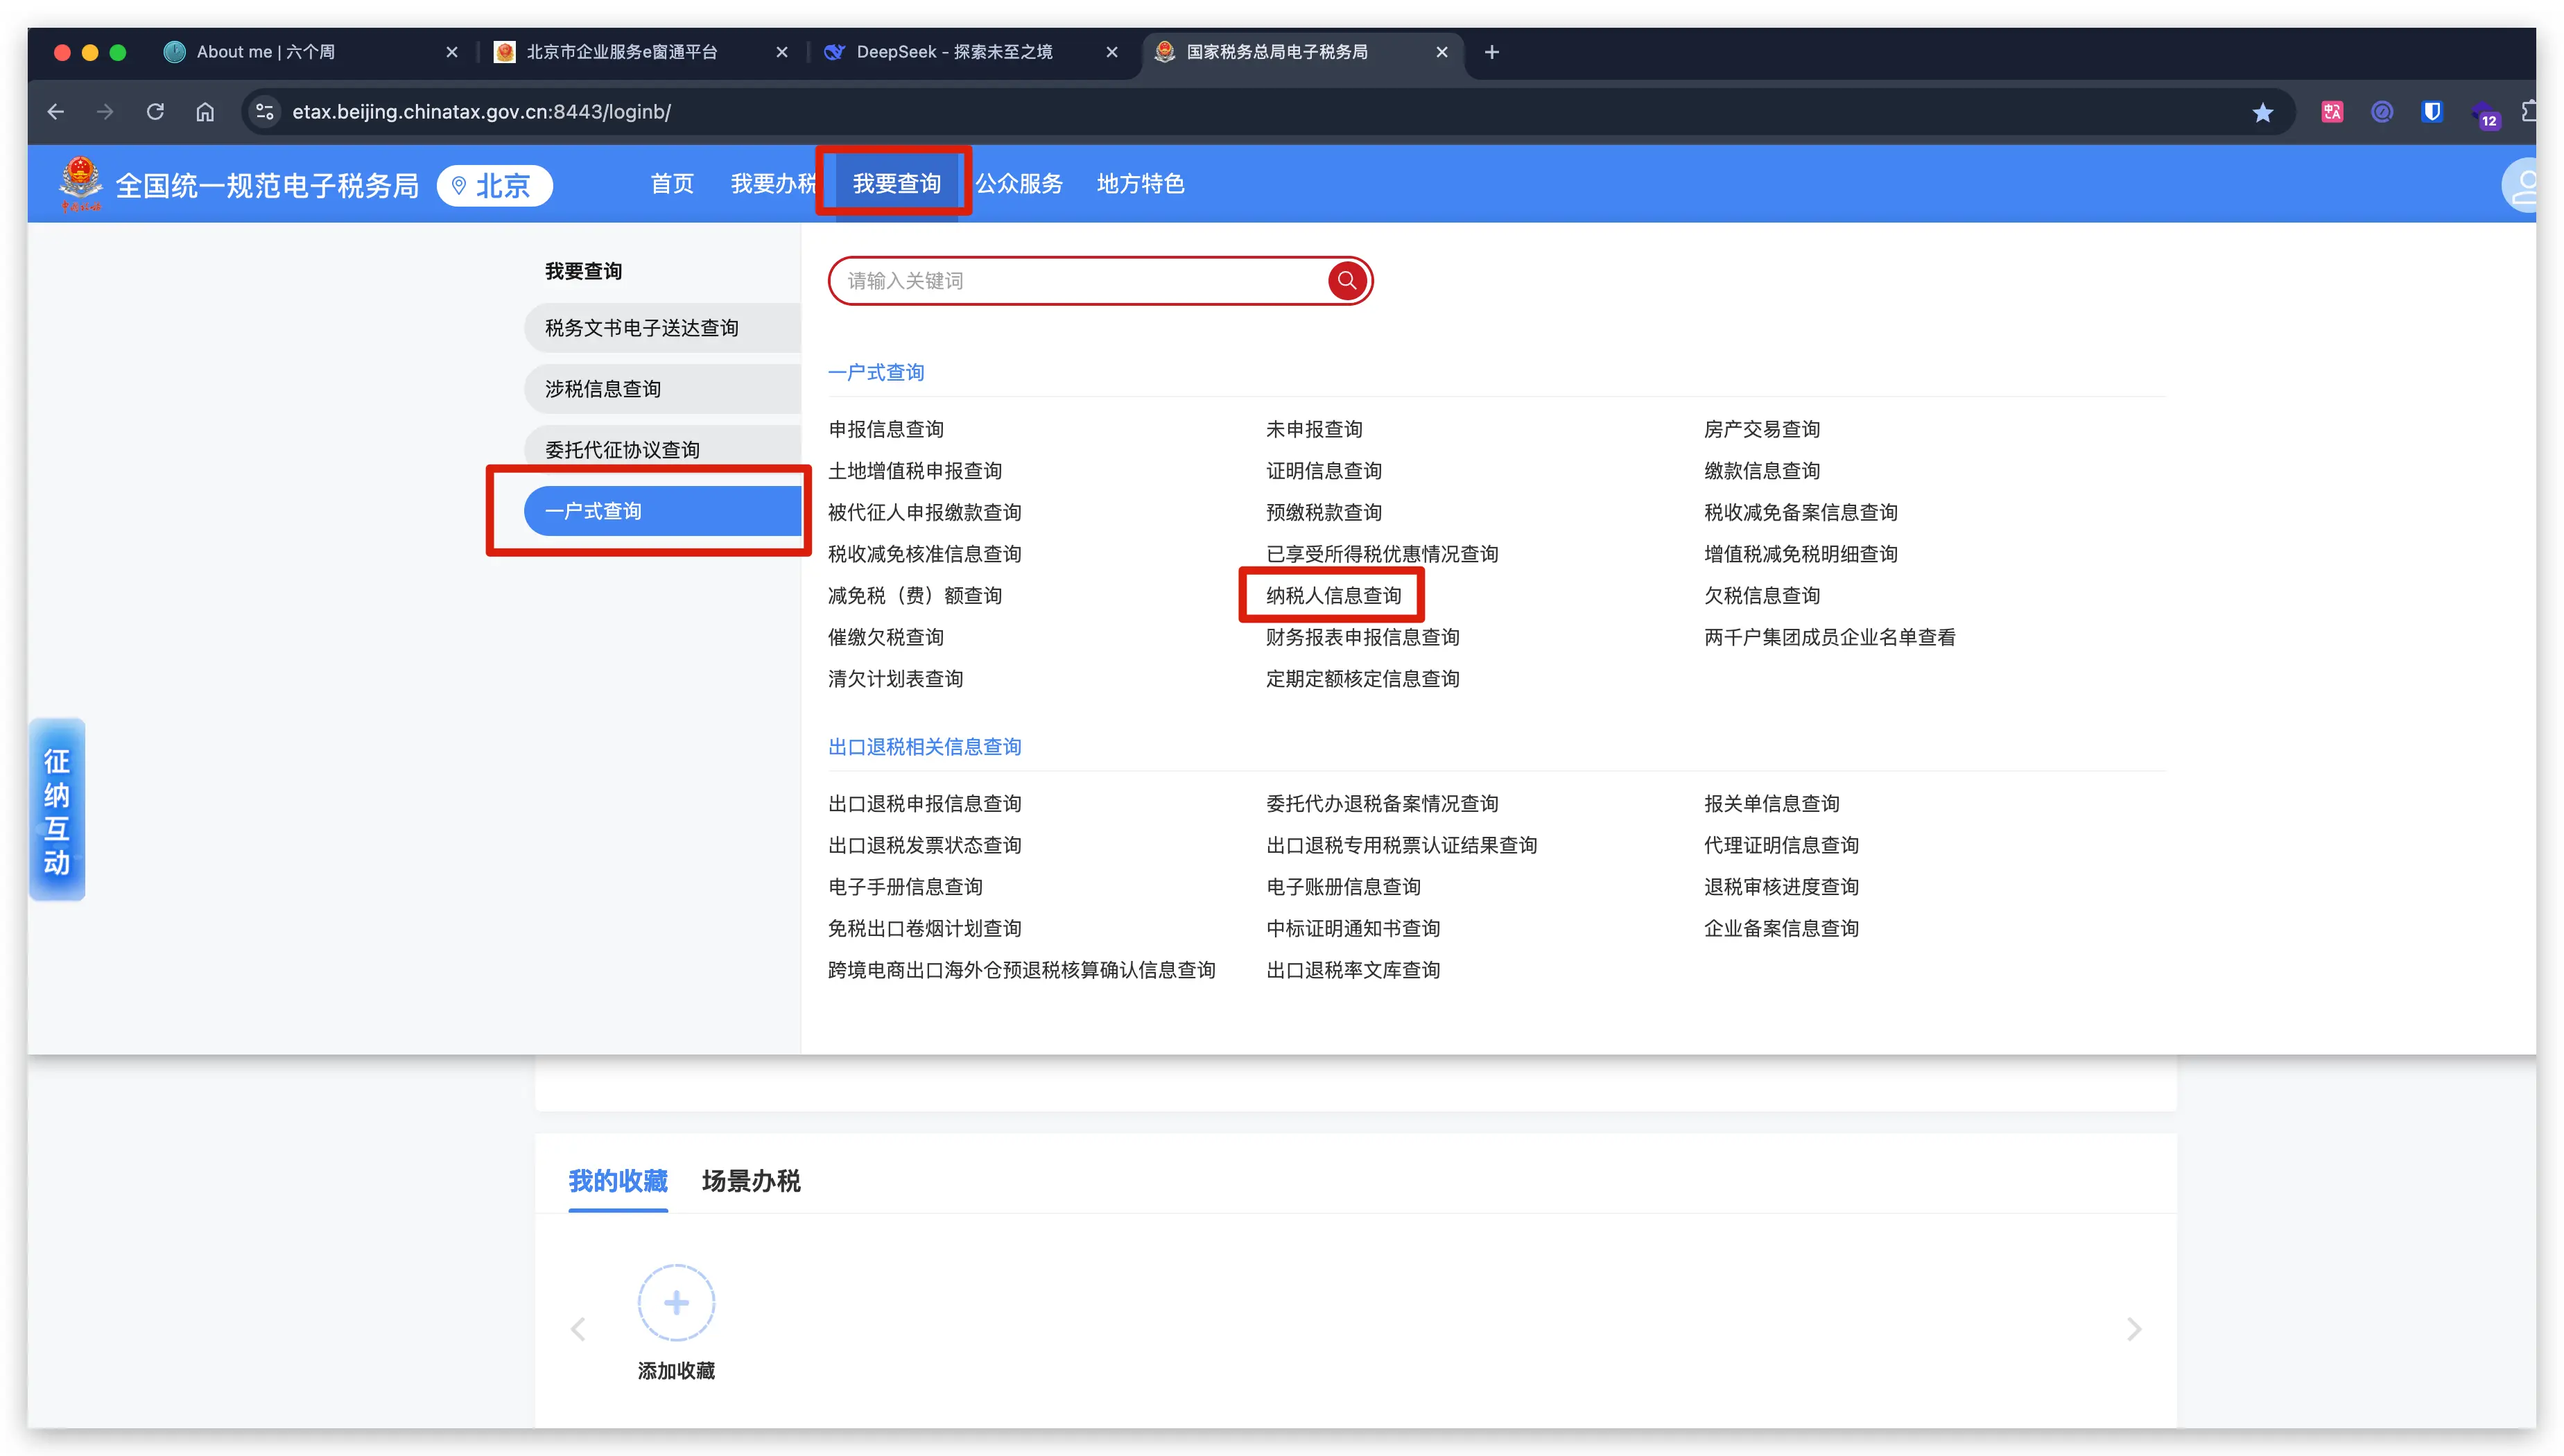 About me | 六个周
北京市企业服务e窗通平台
DeepSeek - 探索未至之境
国家税务总局电子税务局
etax.beijing.chinatax.gov.cn:8443/loginb/
12
全国统一规范电子税务局
北京
首页
我要办税
我要查询
公众服务
地方特色
我要查询
税务文书电子送达查询
涉税信息查询
委托代征协议查询
一户式查询
请输入关键词
一户式查询
申报信息查询 未申报查询 房产交易查询
土地增值税申报查询 证明信息查询 缴款信息查询
被代征人申报缴款查询 预缴税款查询 税收减免备案信息查询
税收减免核准信息查询 已享受所得税优惠情况查询 增值税减免税明细查询
减免税（费）额查询 纳税人信息查询 欠税信息查询
催缴欠税查询 财务报表申报信息查询 两千户集团成员企业名单查看
清欠计划表查询 定期定额核定信息查询
出口退税相关信息查询
出口退税申报信息查询 委托代办退税备案情况查询 报关单信息查询
出口退税发票状态查询 出口退税专用税票认证结果查询 代理证明信息查询
电子手册信息查询 电子账册信息查询 退税审核进度查询
免税出口卷烟计划查询 中标证明通知书查询 企业备案信息查询
跨境电商出口海外仓预退税核算确认信息查询 出口退税率文库查询
征纳互动
我的收藏 场景办税
添加收藏